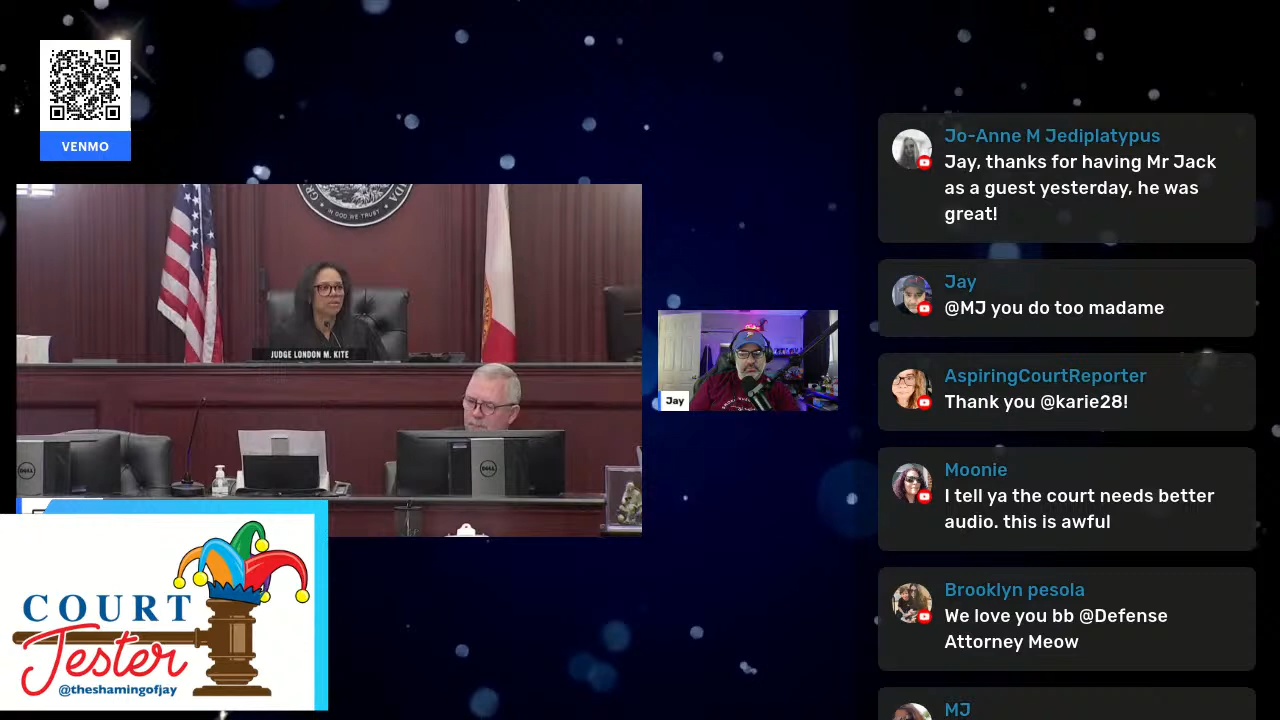 VENMO
IN GOD WE TRUST
JUDGE LONDON M. KITE
DELL
DELL
Jay
COURT
Jester
@theshamingofjay
Jo-Anne M Jediplatypus
Jay, thanks for having Mr Jack
as a guest yesterday, he was
great!
Jay
@MJ you do too madame
AspiringCourtReporter
Thank you @karie28!
Moonie
I tell ya the court needs better
audio. this is awful
Brooklyn pesola
We love you bb @Defense
Attorney Meow
MJ